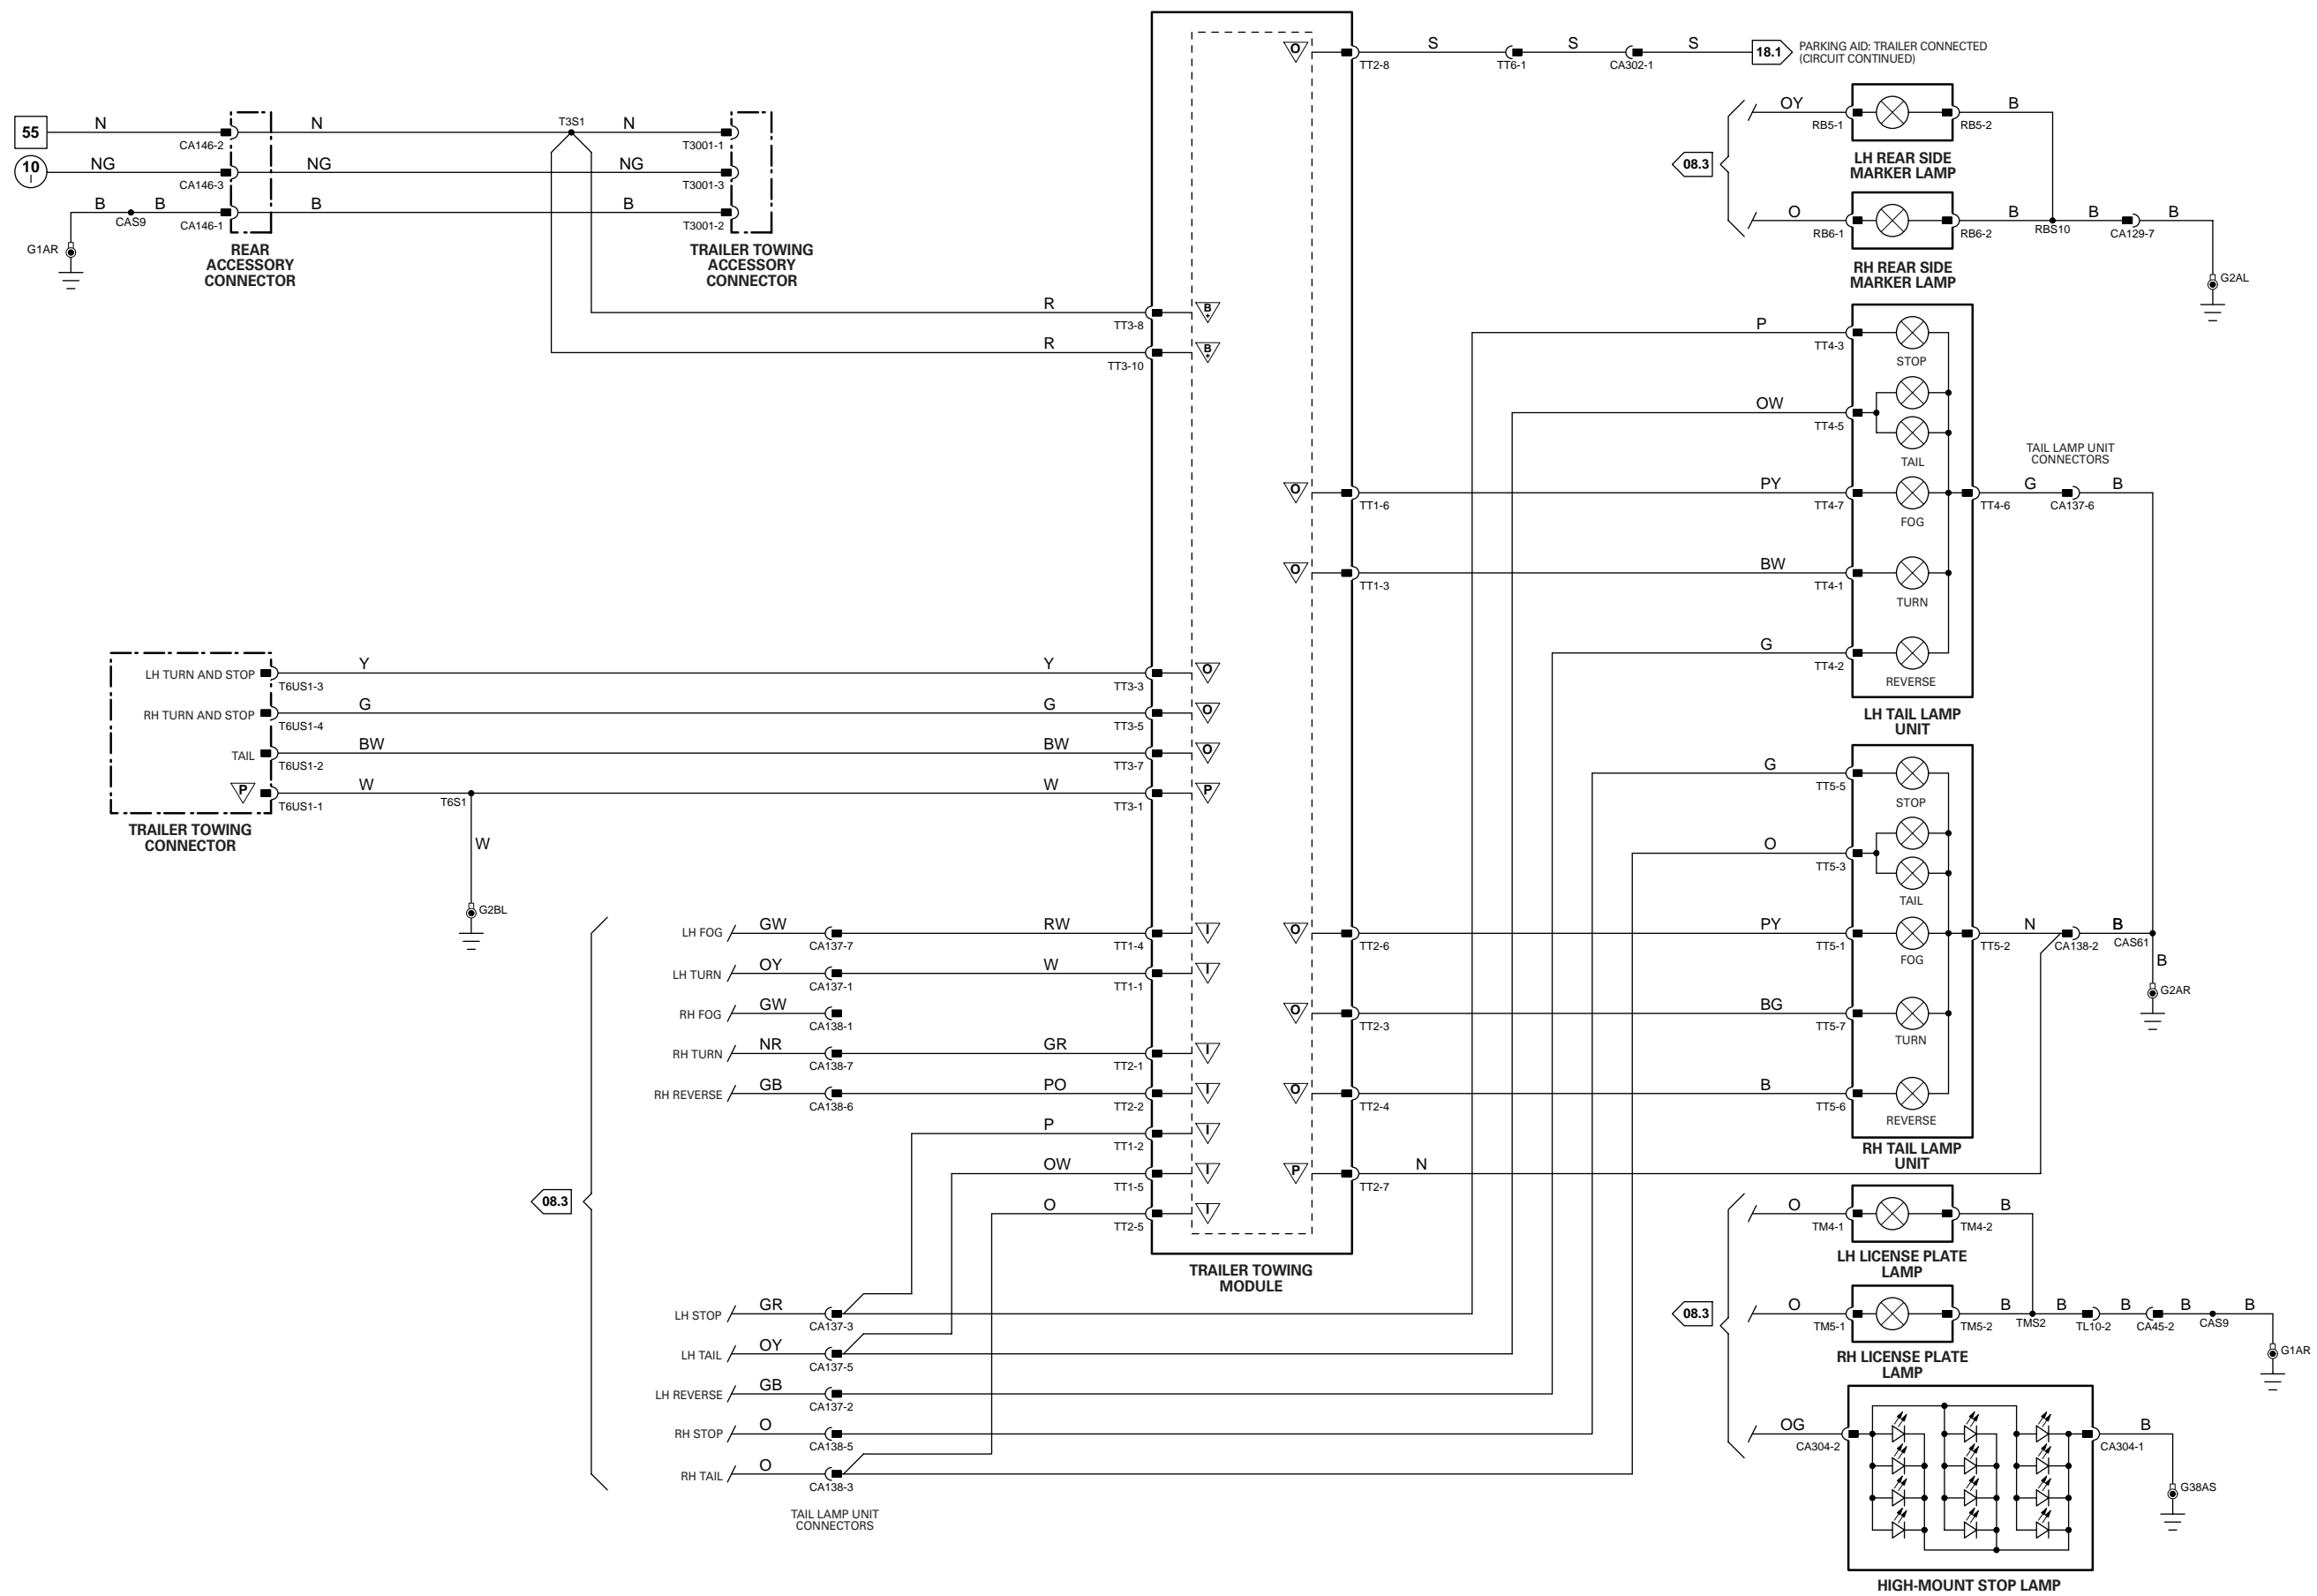 S S S
TT2-8 TT6-1 CA302-1
18.1 PARKING AID: TRAILER CONNECTED
(CIRCUIT CONTINUED)
55 N N N
CA146-2 T3S1 T3001-1
10
I
NG NG NG
CA146-3 T3001-3
B B B B
CAS9 CA146-1 T3001-2
G1AR
REAR
ACCESSORY
CONNECTOR
TRAILER TOWING
ACCESSORY
CONNECTOR
R
TT3-8
R
TT3-10
O
B+
B+
08.3
OY B
RB5-1 RB5-2
LH REAR SIDE
MARKER LAMP
O B B B
RB6-1 RB6-2 RBS10 CA129-7
G2AL
RH REAR SIDE
MARKER LAMP
P
TT4-3
STOP
OW
TT4-5
TAIL
TAIL LAMP UNIT
CONNECTORS
O PY G B
TT1-6 TT4-7 TT4-6 CA137-6
FOG
O BW
TT1-3 TT4-1
TURN
G
TT4-2
REVERSE
LH TAIL LAMP
UNIT
LH TURN AND STOP Y Y O
T6US1-3 TT3-3
RH TURN AND STOP G G O
T6US1-4 TT3-5
TAIL BW BW O
T6US1-2 TT3-7
P W W P
T6US1-1 T6S1 TT3-1
TRAILER TOWING
CONNECTOR
W
G2BL
G
TT5-5
STOP
O
TT5-3
TAIL
08.3
LH FOG GW RW I
CA137-7 TT1-4
O PY N B
TT2-6 TT5-1 TT5-2 CA138-2 CAS61
FOG
B
G2AR
LH TURN OY W I
CA137-1 TT1-1
RH FOG GW
CA138-1
O BG
TT2-3 TT5-7
TURN
RH TURN NR GR I
CA138-7 TT2-1
RH REVERSE GB PO I
CA138-6 TT2-2
O B
TT2-4 TT5-6
REVERSE
RH TAIL LAMP
UNIT
P I
TT1-2
OW I
TT1-5
P N
TT2-7
O I
TT2-5
TRAILER TOWING
MODULE
LH STOP GR
CA137-3
LH TAIL OY
CA137-5
LH REVERSE GB
CA137-2
RH STOP O
CA138-5
RH TAIL O
CA138-3
TAIL LAMP UNIT
CONNECTORS
08.3
O B
TM4-1 TM4-2
LH LICENSE PLATE
LAMP
O B B B B B
TM5-1 TM5-2 TMS2 TL10-2 CA45-2 CAS9
G1AR
RH LICENSE PLATE
LAMP
OG B
CA304-2 CA304-1
G38AS
HIGH-MOUNT STOP LAMP